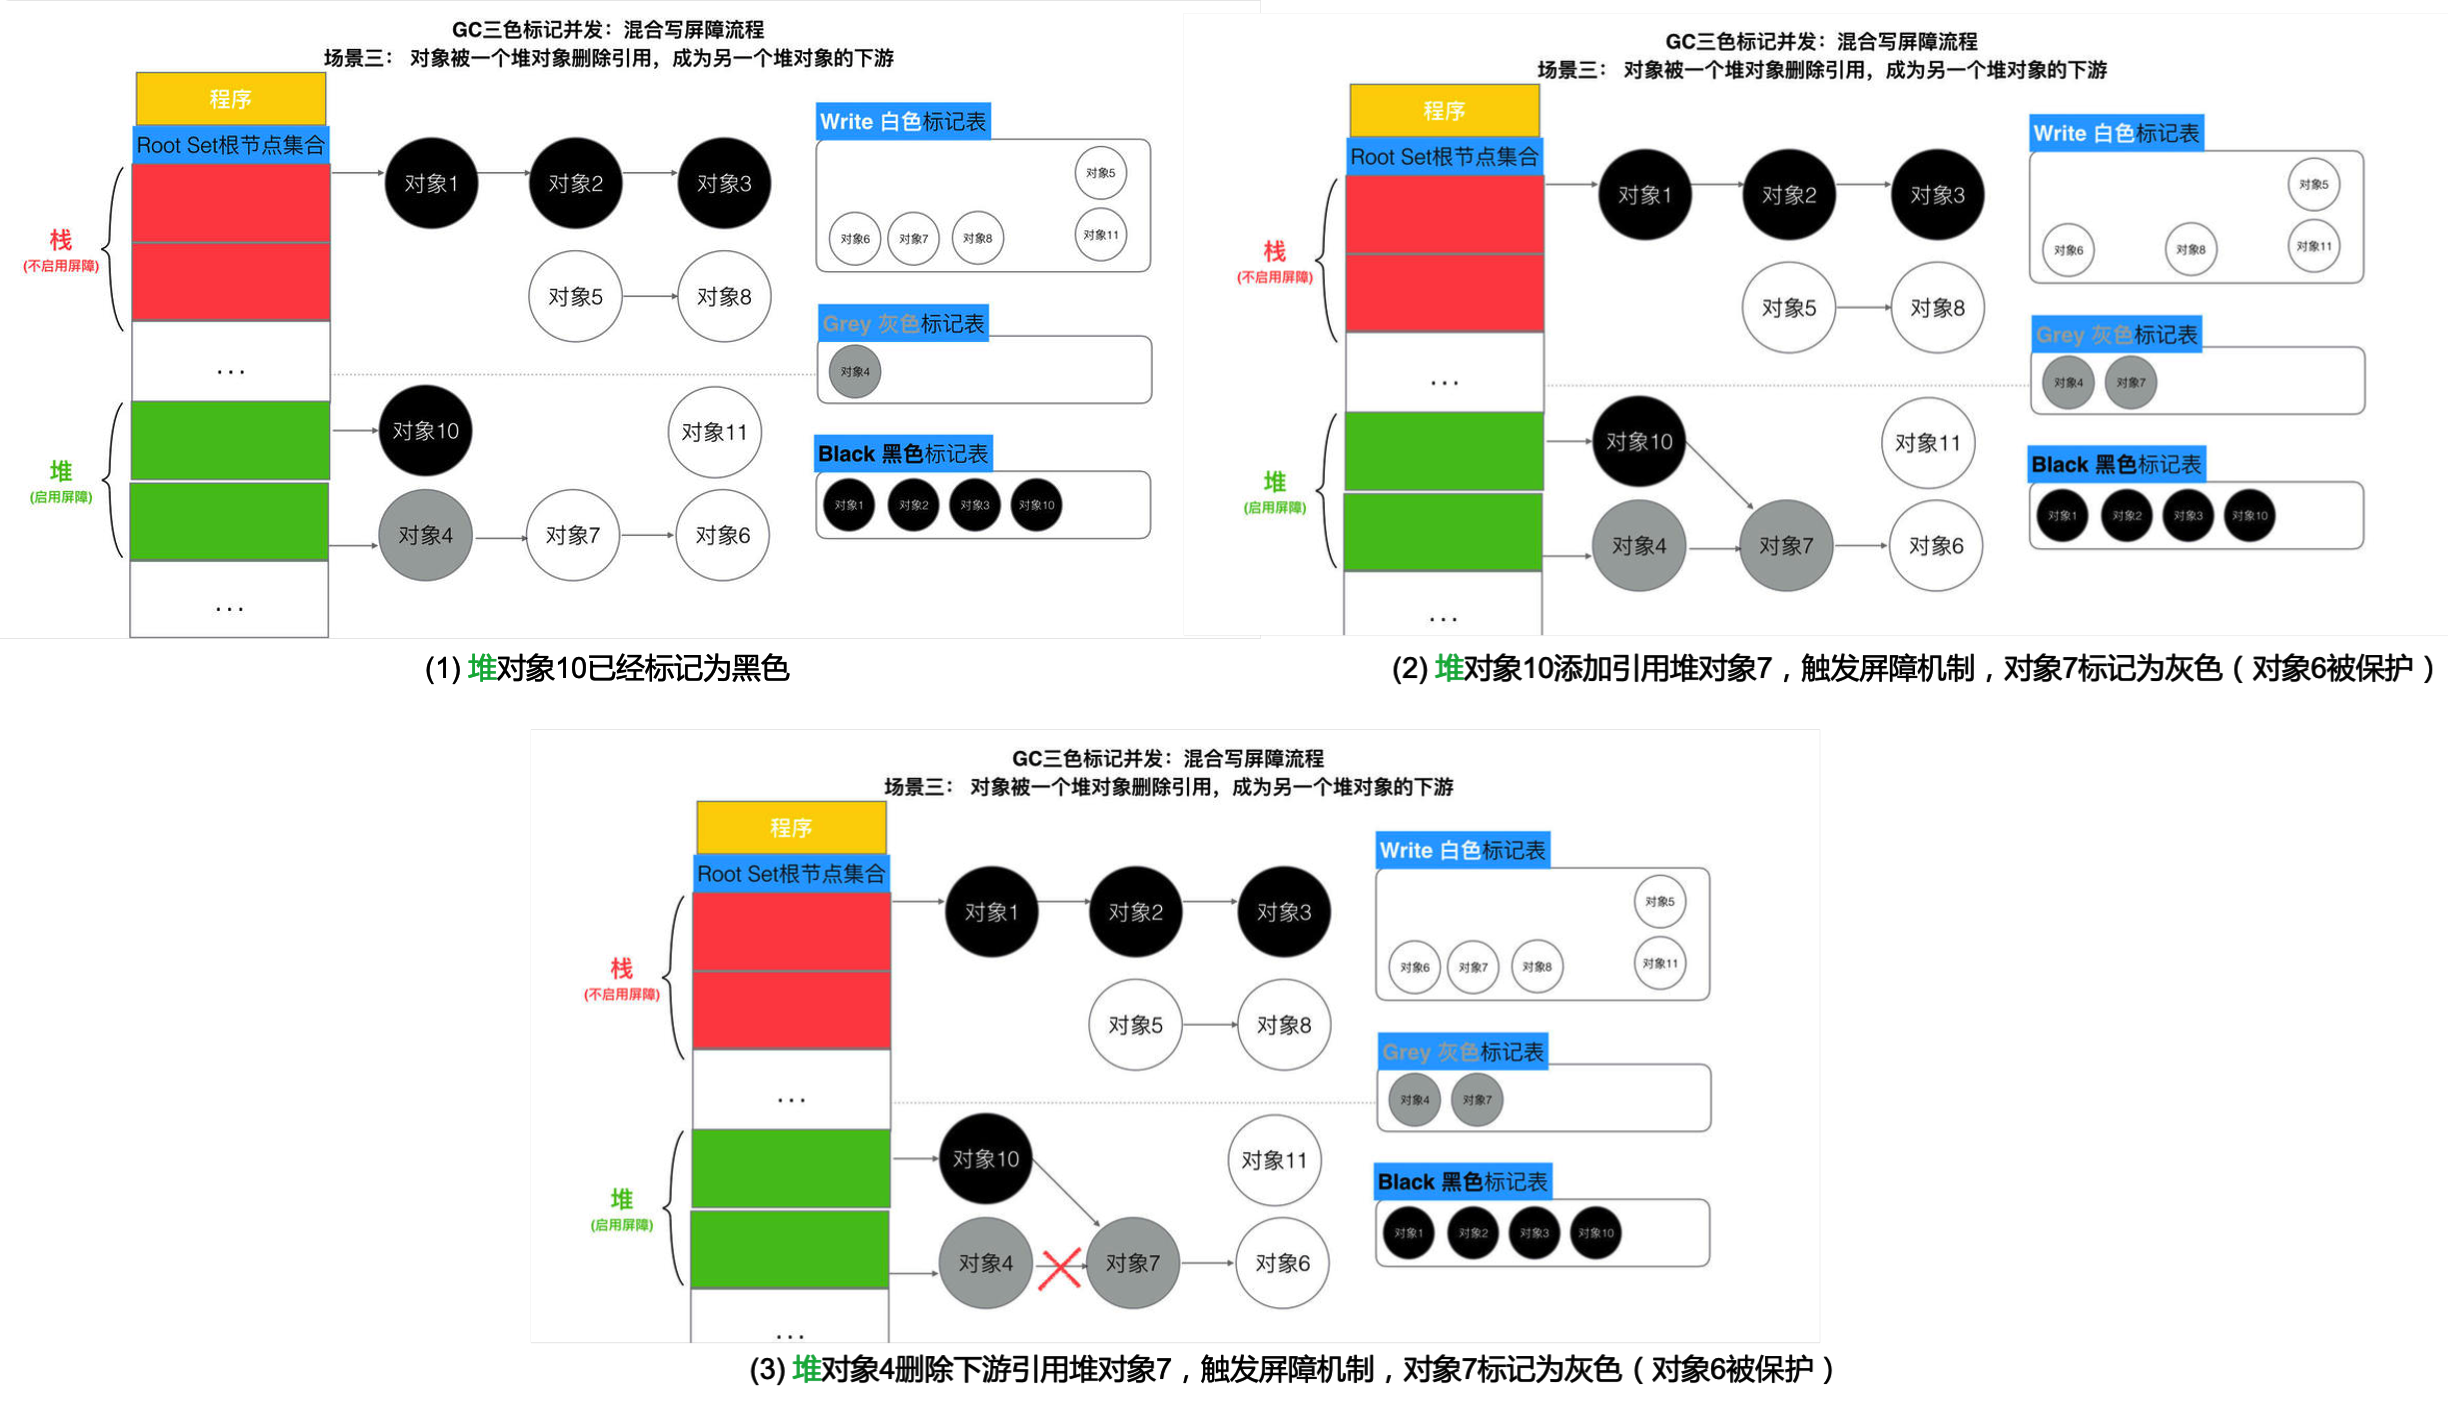 GC三色标记并发：混合写屏障流程
场景三： 对象被一个堆对象删除引用，成为另一个堆对象的下游
程序
Root Set根节点集合
栈
(不启用屏障)
...
堆
(启用屏障)
...
对象1
对象2
对象3
对象5
对象8
对象10
对象11
对象4
对象7
对象6
Write 白色标记表
对象5
对象6
对象7
对象8
对象11
Grey 灰色标记表
对象4
Black 黑色标记表
对象1
对象2
对象3
对象10
(1) 堆对象10已经标记为黑色
GC三色标记并发：混合写屏障流程
场景三： 对象被一个堆对象删除引用，成为另一个堆对象的下游
程序
Root Set根节点集合
栈
(不启用屏障)
...
堆
(启用屏障)
...
对象1
对象2
对象3
对象5
对象8
对象10
对象11
对象4
对象7
对象6
Write 白色标记表
对象5
对象6
对象8
对象11
Grey 灰色标记表
对象4
对象7
Black 黑色标记表
对象1
对象2
对象3
对象10
(2) 堆对象10添加引用堆对象7，触发屏障机制，对象7标记为灰色（对象6被保护）
GC三色标记并发：混合写屏障流程
场景三： 对象被一个堆对象删除引用，成为另一个堆对象的下游
程序
Root Set根节点集合
栈
(不启用屏障)
...
堆
(启用屏障)
...
对象1
对象2
对象3
对象5
对象8
对象10
对象11
对象4
对象7
对象6
Write 白色标记表
对象5
对象6
对象7
对象8
对象11
Grey 灰色标记表
对象4
对象7
Black 黑色标记表
对象1
对象2
对象3
对象10
(3) 堆对象4删除下游引用堆对象7，触发屏障机制，对象7标记为灰色（对象6被保护）